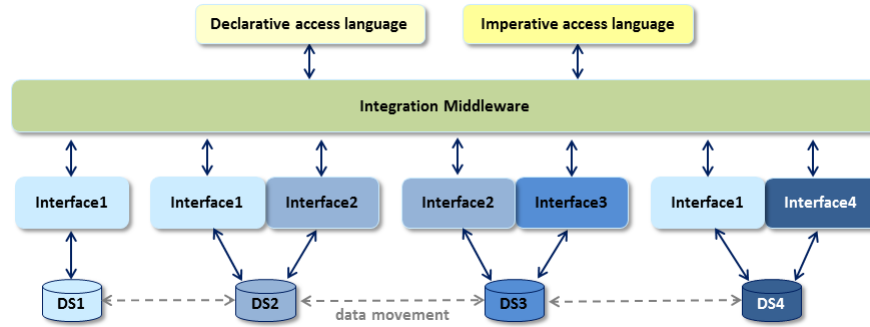 Declarative access language
Imperative access language
Integration Middleware
Interface1
Interface1
Interface2
Interface2
Interface3
Interface1
Interface4
DS1
DS2
DS3
DS4
data movement